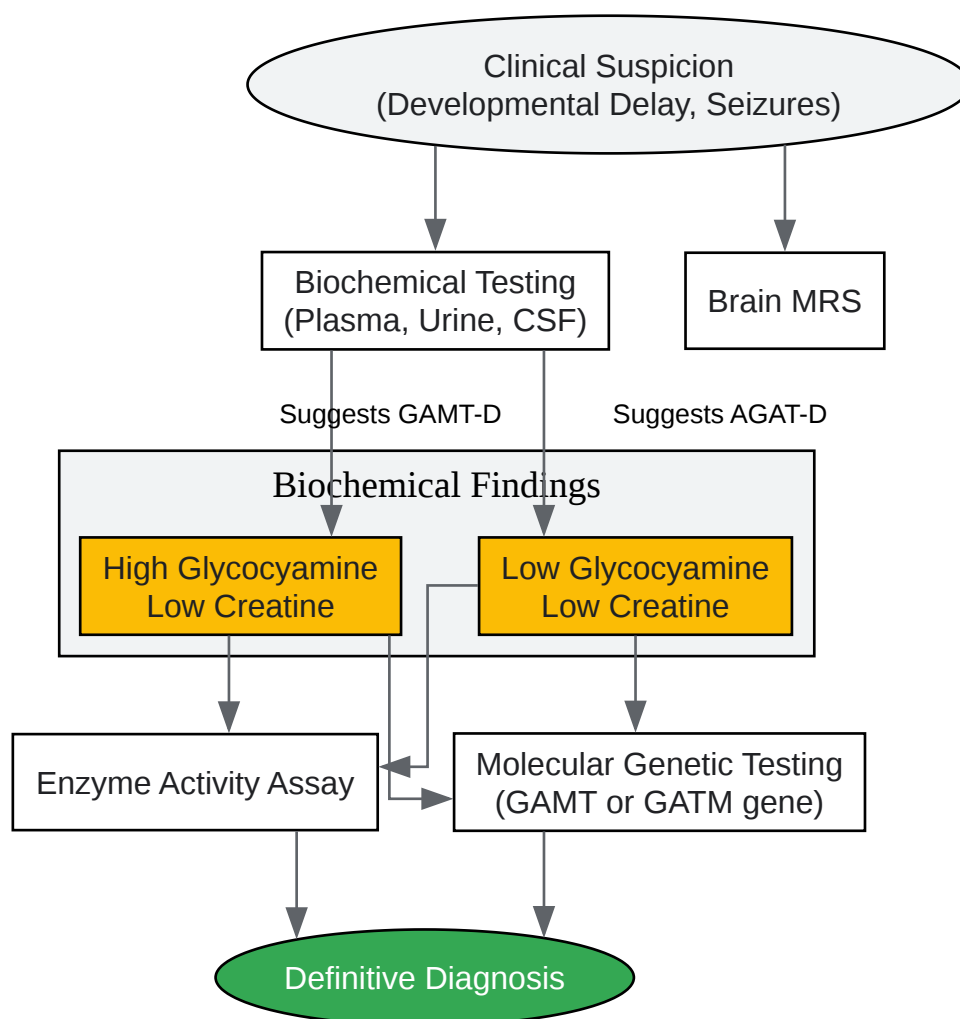 Clinical Suspicion
(Developmental Delay, Seizures)
Biochemical Testing
(Plasma, Urine, CSF)
Brain MRS
Suggests GAMT-D
Suggests AGAT-D
Biochemical Findings
High Glycocyamine
Low Creatine
Low Glycocyamine
Low Creatine
Enzyme Activity Assay
Molecular Genetic Testing
(GAMT or GATM gene)
Definitive Diagnosis